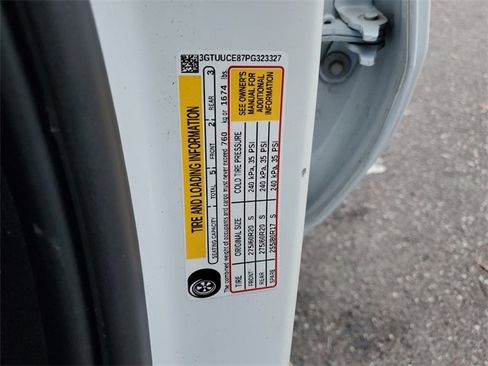 3GTUUCE87PG323327
TIRE AND LOADING INFORMATION
SEATING CAPACITY TOTAL 5 FRONT 2 REAR 3
The combined weight of occupants and cargo must never exceed 760 kg or 1674 lbs.
TIRE ORIGINAL SIZE COLD TIRE PRESSURE
FRONT 275/60R20 S 240 kPa, 35 PSI
REAR 275/60R20 S 240 kPa, 35 PSI
SPARE 255/80R17 S 240 kPa, 35 PSI
SEE OWNER'S
MANUAL FOR
ADDITIONAL
INFORMATION